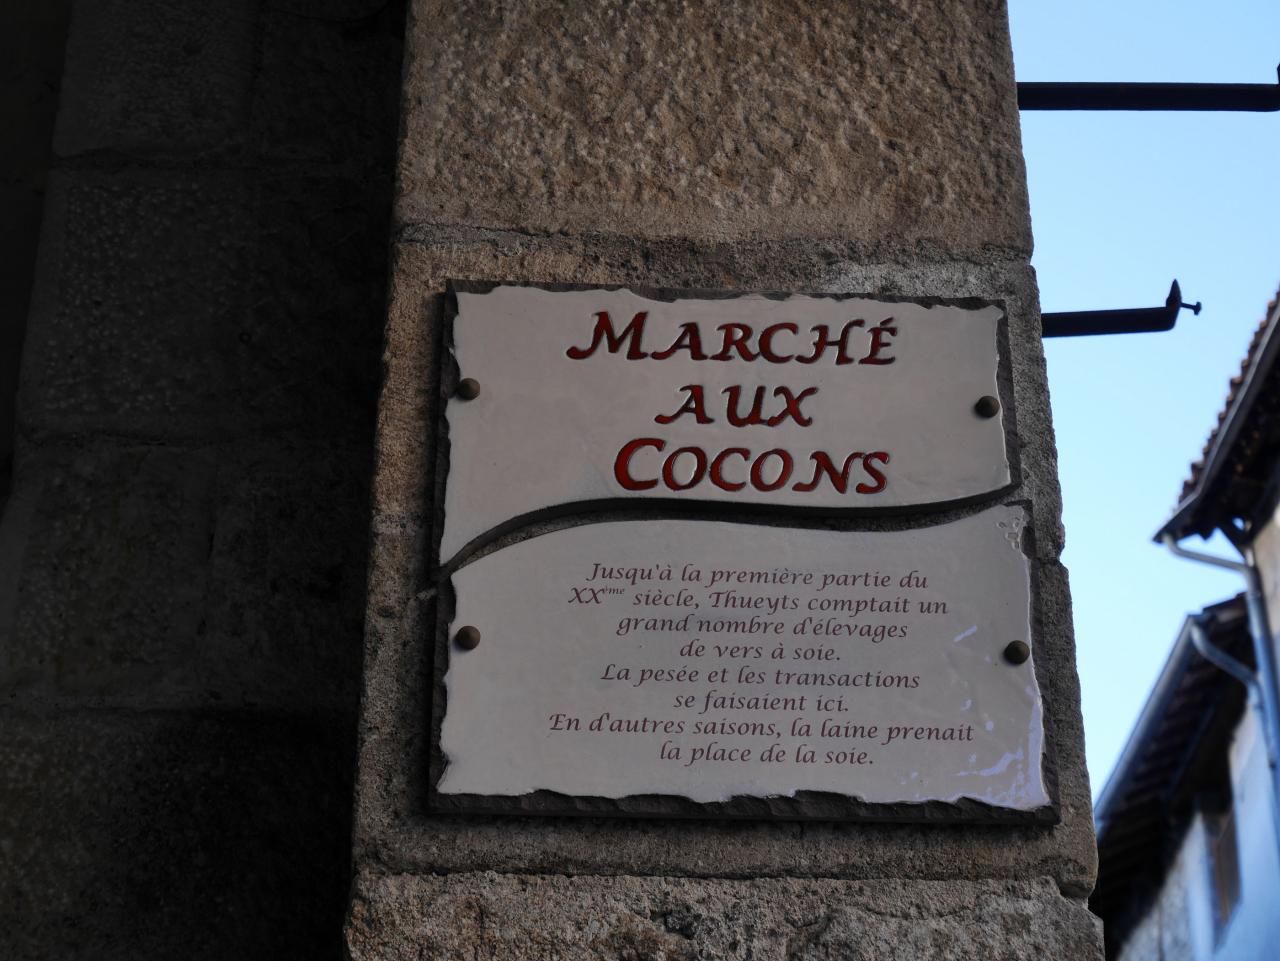 MARCHÉ
AUX
COCONS
Jusqu'à la première partie du
XXème siècle, Thueyts comptait un
grand nombre d'élevages
de vers à soie.
La pesée et les transactions
se faisaient ici.
En d'autres saisons, la laine prenait
la place de la soie.